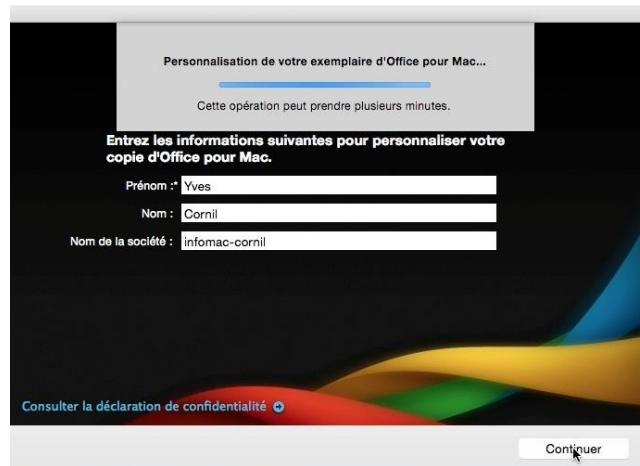 Personnalisation de votre exemplaire d'Office pour Mac...
Cette opération peut prendre plusieurs minutes.
Entrez les informations suivantes pour personnaliser votre
copie d'Office pour Mac.
Prénom :* Yves
Nom : Cornil
Nom de la société : infomac-cornil
Consulter la déclaration de confidentialité
Continuer